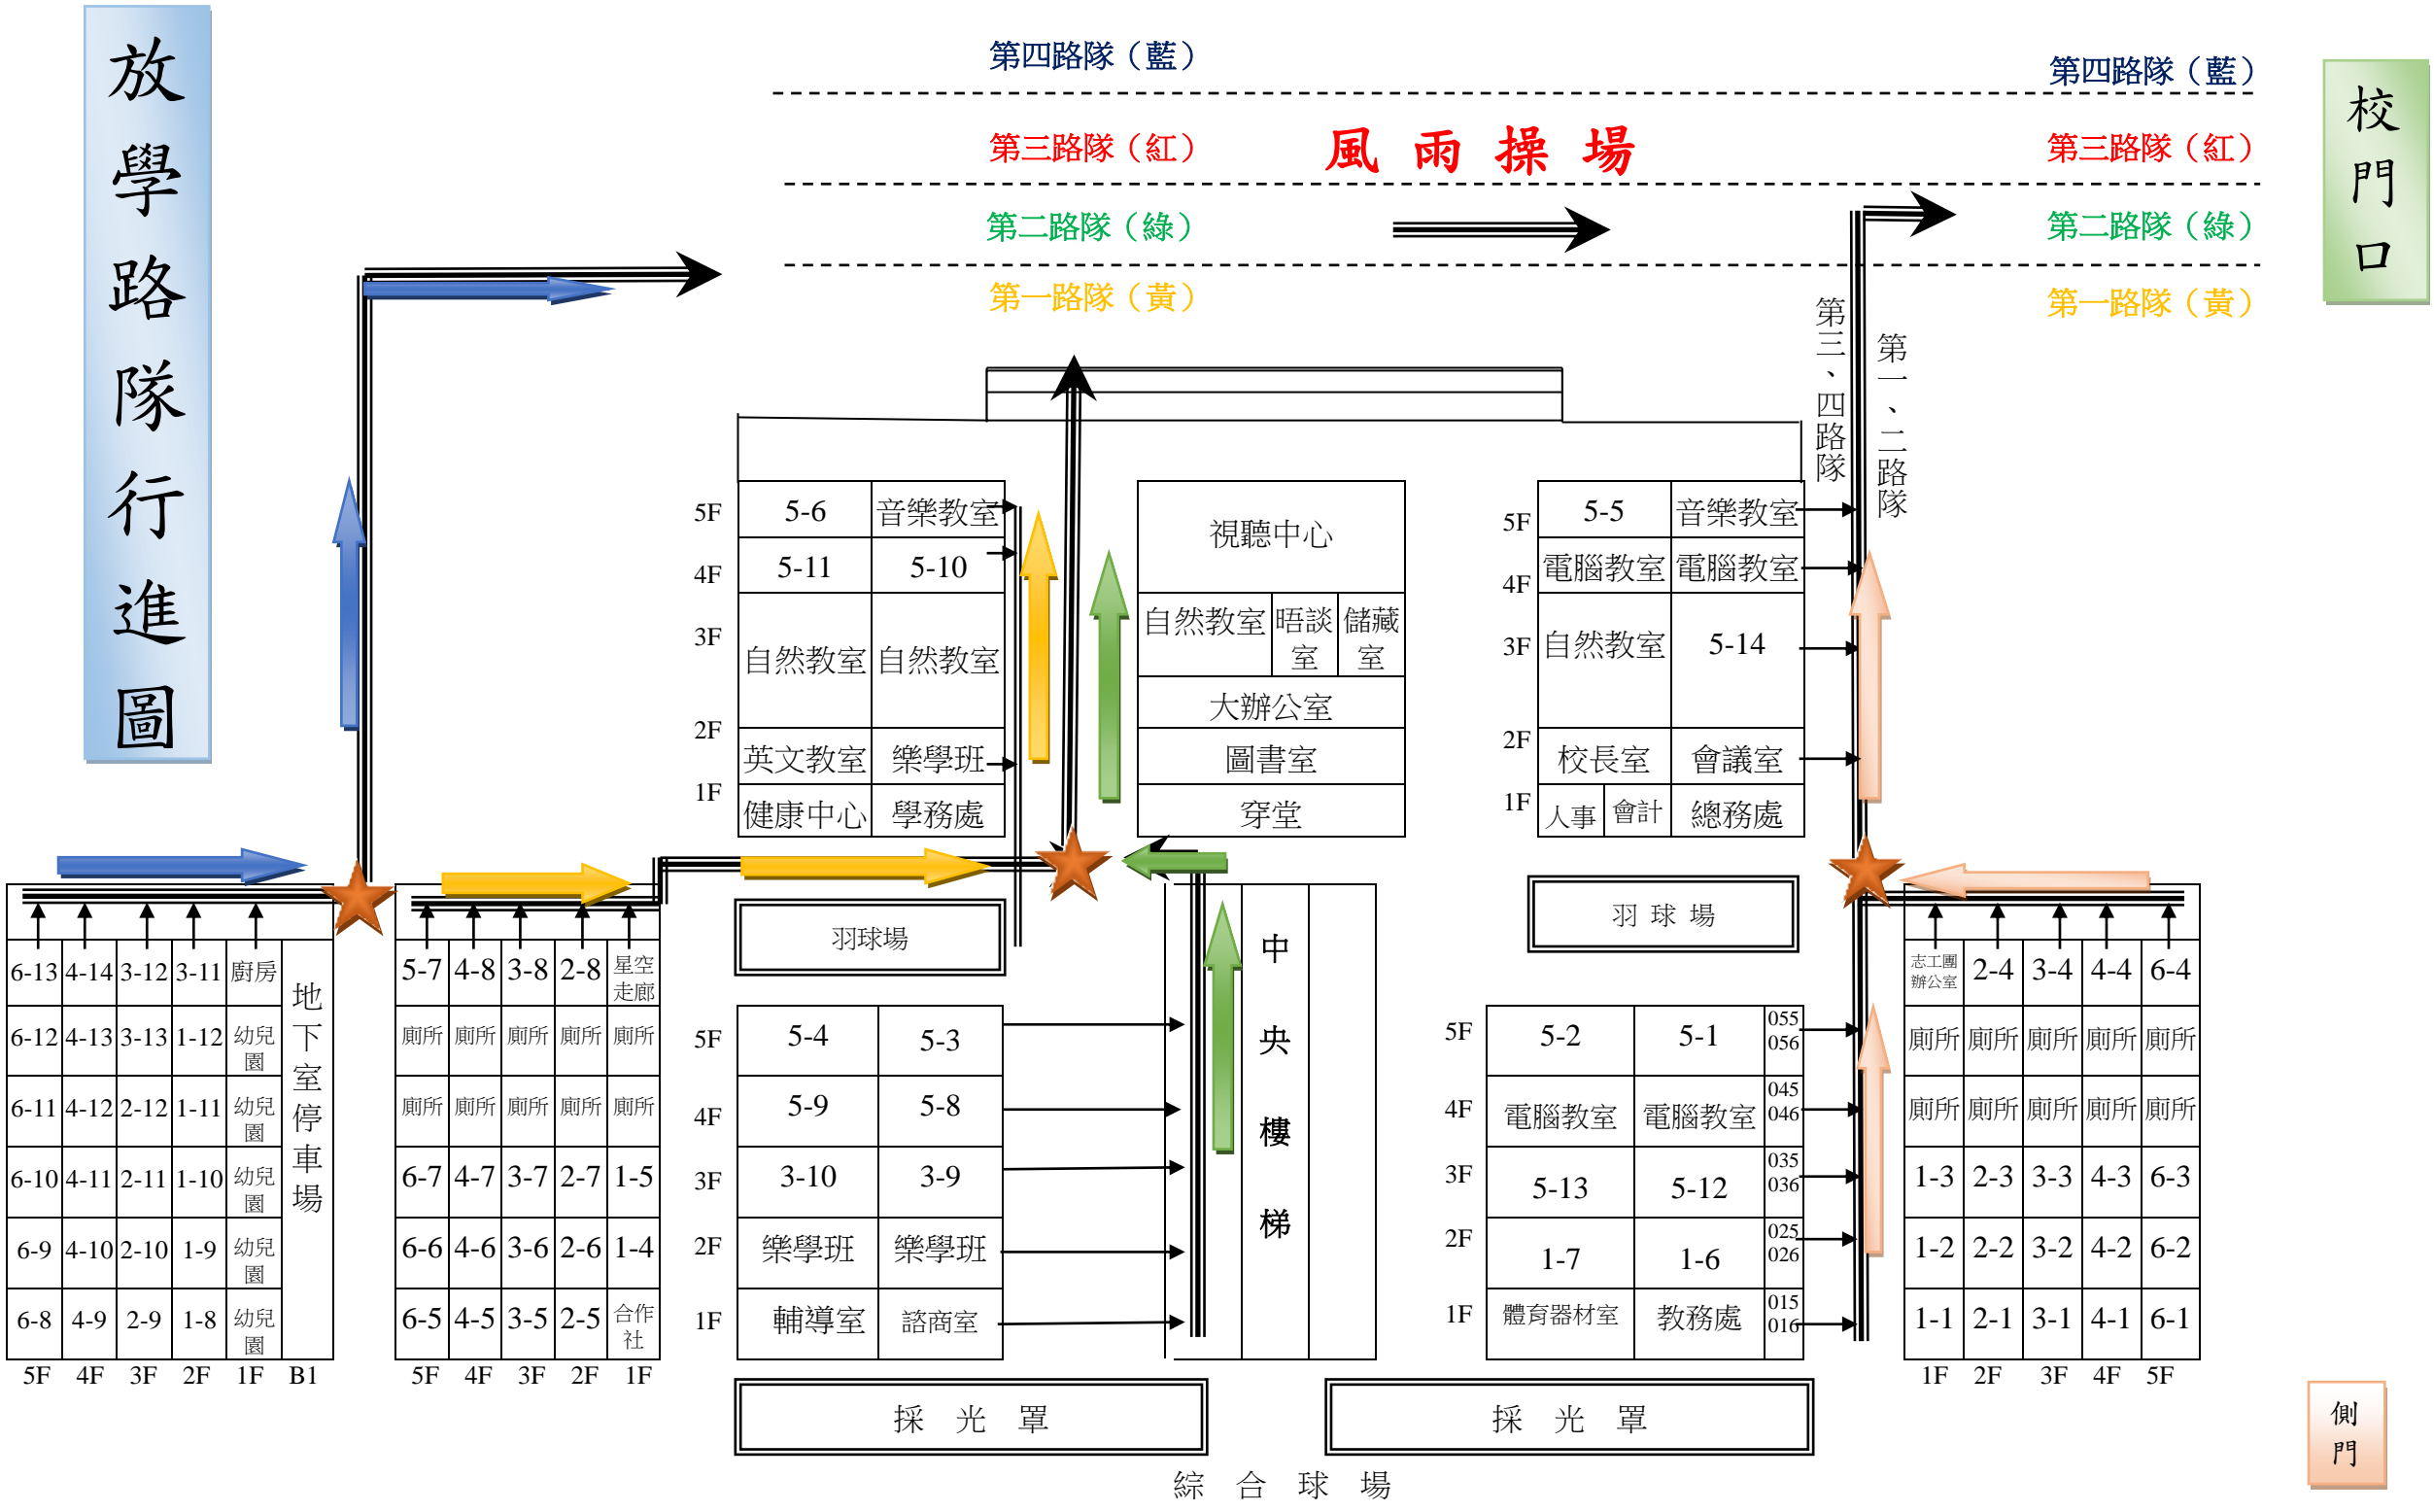 放學路隊行進圖
第四路隊（藍）
第四路隊（藍）
第三路隊（紅）
風雨操場
第三路隊（紅）
第二路隊（綠）
第二路隊（綠）
第一路隊（黃）
第一路隊（黃）
校門口
第三、四路隊
第一、二路隊
5F 5-6 音樂教室
4F 5-11 5-10
3F 自然教室 自然教室
2F 英文教室 樂學班
1F 健康中心 學務處
視聽中心
自然教室 晤談室 儲藏室
大辦公室
圖書室
穿堂
5F 5-5 音樂教室
4F 電腦教室 電腦教室
3F 自然教室 5-14
2F 校長室 會議室
1F 人事 會計 總務處
6-13 4-14 3-12 3-11 廚房
6-12 4-13 3-13 1-12 幼兒園
6-11 4-12 2-12 1-11 幼兒園
6-10 4-11 2-11 1-10 幼兒園
6-9 4-10 2-10 1-9 幼兒園
6-8 4-9 2-9 1-8 幼兒園
地下室停車場
5F 4F 3F 2F 1F B1
5-7 4-8 3-8 2-8 星空走廊
廁所 廁所 廁所 廁所 廁所
廁所 廁所 廁所 廁所 廁所
6-7 4-7 3-7 2-7 1-5
6-6 4-6 3-6 2-6 1-4
6-5 4-5 3-5 2-5 合作社
5F 4F 3F 2F 1F
羽球場
5F 5-4 5-3
4F 5-9 5-8
3F 3-10 3-9
2F 樂學班 樂學班
1F 輔導室 諮商室
中央樓梯
羽球場
5F 5-2 5-1 055 056
4F 電腦教室 電腦教室 045 046
3F 5-13 5-12 035 036
2F 1-7 1-6 025 026
1F 體育器材室 教務處 015 016
志工團辦公室 2-4 3-4 4-4 6-4
廁所 廁所 廁所 廁所 廁所
廁所 廁所 廁所 廁所 廁所
1-3 2-3 3-3 4-3 6-3
1-2 2-2 3-2 4-2 6-2
1-1 2-1 3-1 4-1 6-1
1F 2F 3F 4F 5F
採光罩
採光罩
綜合球場
側門